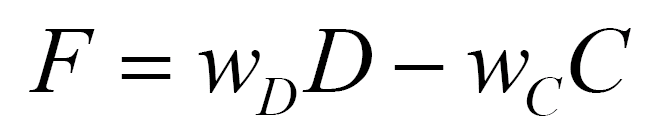 F = w_D D − w_C C